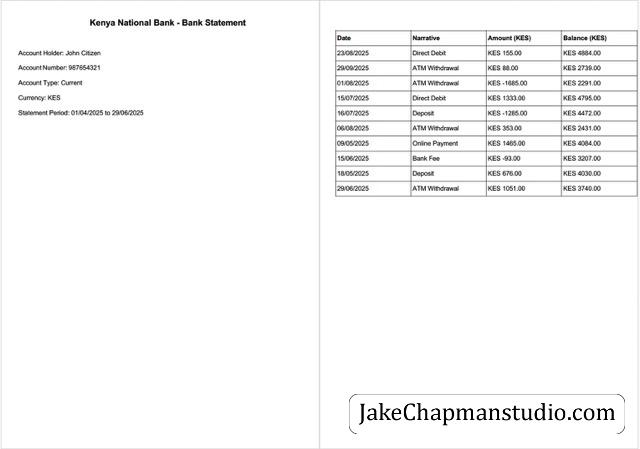 Kenya National Bank - Bank Statement
Account Holder: John Citizen
Account Number: 987654321
Account Type: Current
Currency: KES
Statement Period: 01/04/2025 to 29/06/2025
Date Narrative Amount (KES) Balance (KES)
23/08/2025 Direct Debit KES 155.00 KES 4884.00
29/09/2025 ATM Withdrawal KES 88.00 KES 2739.00
01/08/2025 ATM Withdrawal KES -1685.00 KES 2291.00
15/07/2025 Direct Debit KES 1333.00 KES 4795.00
16/07/2025 Deposit KES -1285.00 KES 4472.00
06/08/2025 ATM Withdrawal KES 353.00 KES 2431.00
09/05/2025 Online Payment KES 1465.00 KES 4084.00
15/06/2025 Bank Fee KES -93.00 KES 3207.00
18/05/2025 Deposit KES 676.00 KES 4030.00
29/06/2025 ATM Withdrawal KES 1051.00 KES 3740.00
JakeChapmanstudio.com